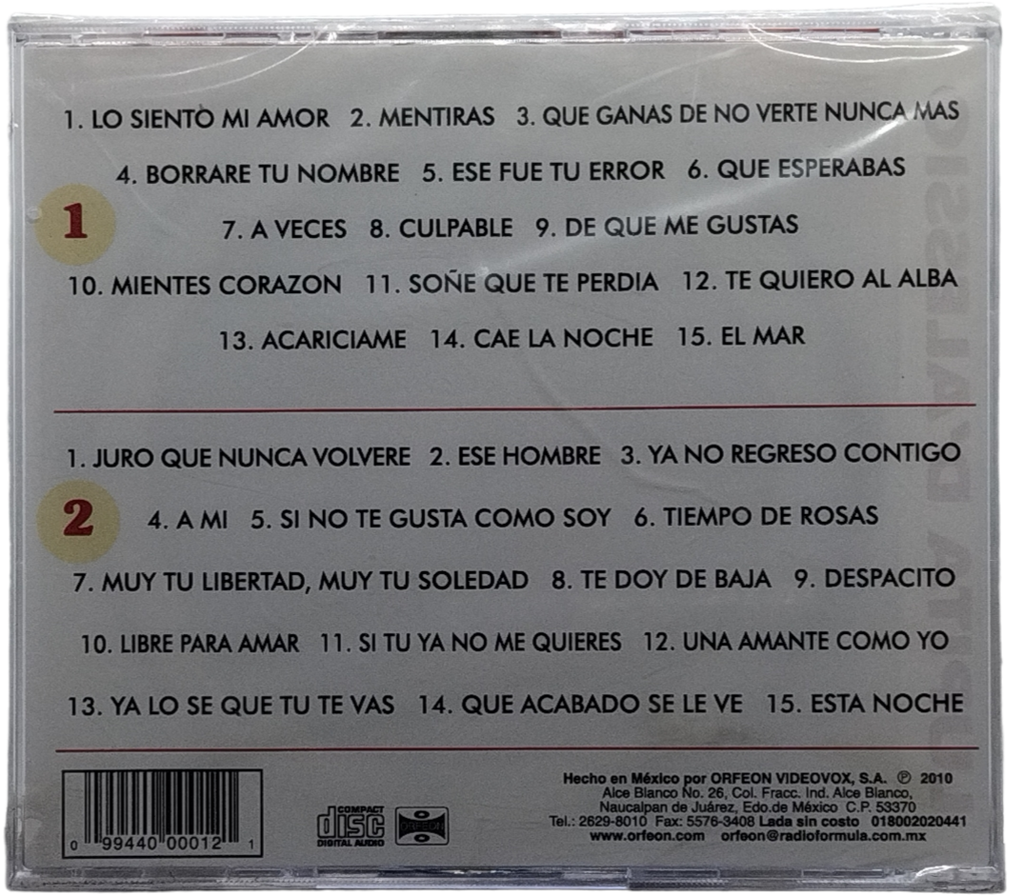 1. LO SIENTO MI AMOR 2. MENTIRAS 3. QUE GANAS DE NO VERTE NUNCA MAS
4. BORRARE TU NOMBRE 5. ESE FUE TU ERROR 6. QUE ESPERABAS
1
7. A VECES 8. CULPABLE 9. DE QUE ME GUSTAS
10. MIENTES CORAZON 11. SOÑE QUE TE PERDIA 12. TE QUIERO AL ALBA
13. ACARICIAME 14. CAE LA NOCHE 15. EL MAR
1. JURO QUE NUNCA VOLVERE 2. ESE HOMBRE 3. YA NO REGRESO CONTIGO
2
4. A MI 5. SI NO TE GUSTA COMO SOY 6. TIEMPO DE ROSAS
7. MUY TU LIBERTAD, MUY TU SOLEDAD 8. TE DOY DE BAJA 9. DESPACITO
10. LIBRE PARA AMAR 11. SI TU YA NO ME QUIERES 12. UNA AMANTE COMO YO
13. YA LO SE QUE TU TE VAS 14. QUE ACABADO SE LE VE 15. ESTA NOCHE
0 99440 00012 1
COMPACT
disc
DIGITAL AUDIO
ORFEON
Hecho en México por ORFEON VIDEOVOX, S.A. ℗ 2010
Alce Blanco No. 26, Col. Fracc. Ind. Alce Blanco,
Naucalpan de Juárez, Edo.de México C.P. 53370
Tel.: 2629-8010 Fax: 5576-3408 Lada sin costo 018002020441
www.orfeon.com orfeon@radioformula.com.mx